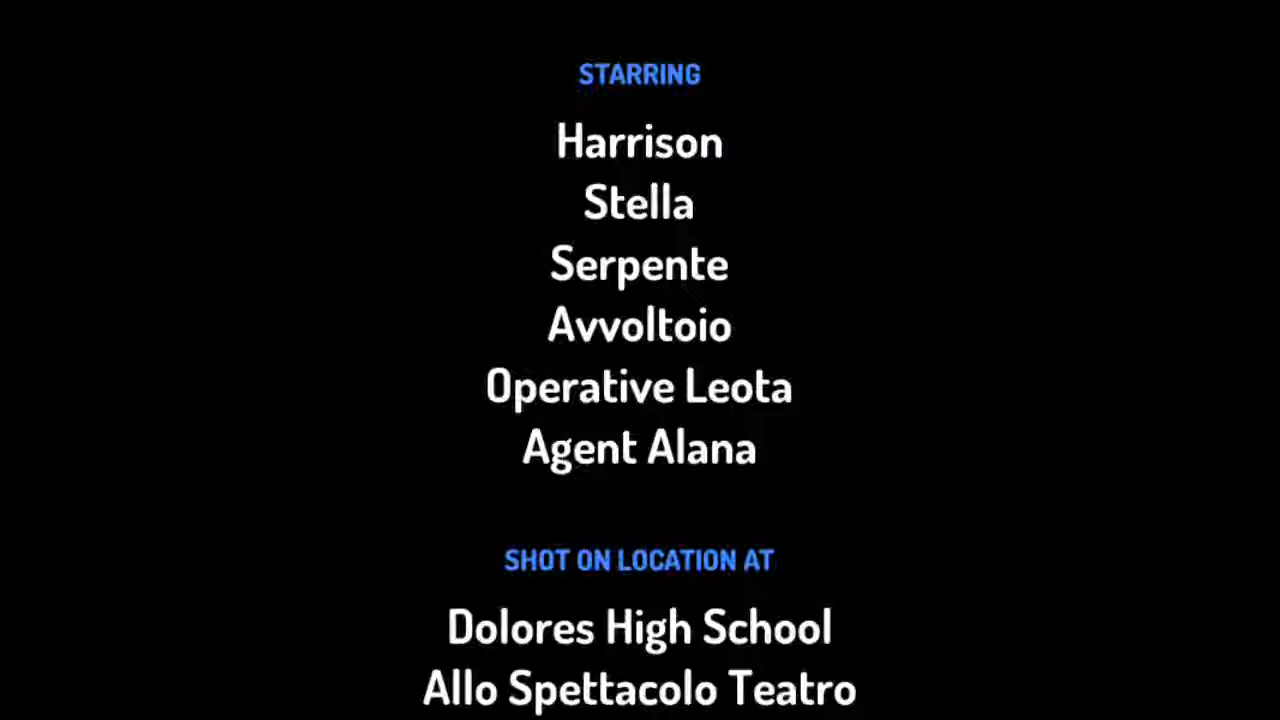 STARRING
Harrison
Stella
Serpente
Avvoltoio
Operative Leota
Agent Alana
SHOT ON LOCATION AT
Dolores High School
Allo Spettacolo Teatro